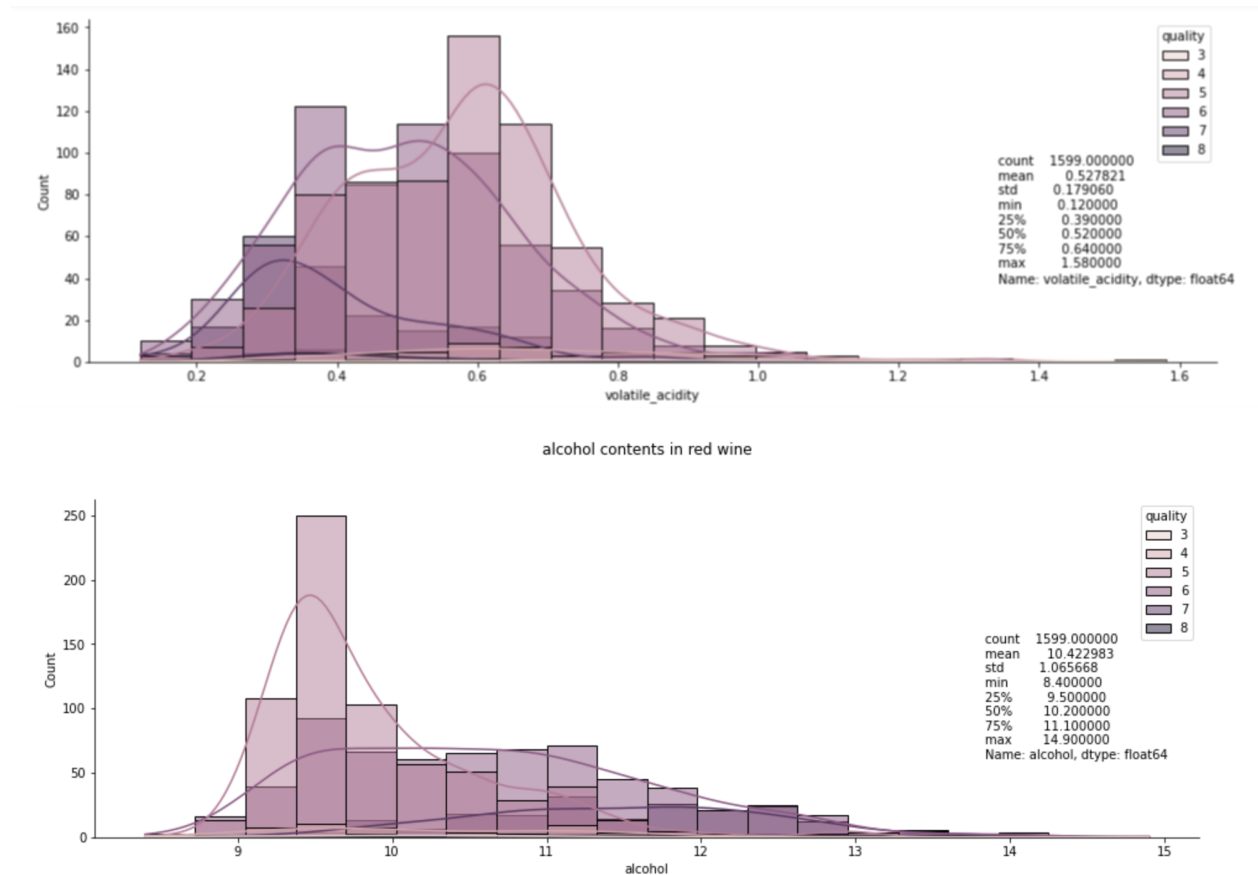 160
140
120
100
80
60
40
20
0
Count
0.2 0.4 0.6 0.8 1.0 1.2 1.4 1.6
volatile_acidity
quality
3
4
5
6
7
8
count 1599.000000
mean 0.527821
std 0.179060
min 0.120000
25% 0.390000
50% 0.520000
75% 0.640000
max 1.580000
Name: volatile_acidity, dtype: float64
alcohol contents in red wine
250
200
150
100
50
0
Count
9 10 11 12 13 14 15
alcohol
quality
3
4
5
6
7
8
count 1599.000000
mean 10.422983
std 1.065668
min 8.400000
25% 9.500000
50% 10.200000
75% 11.100000
max 14.900000
Name: alcohol, dtype: float64